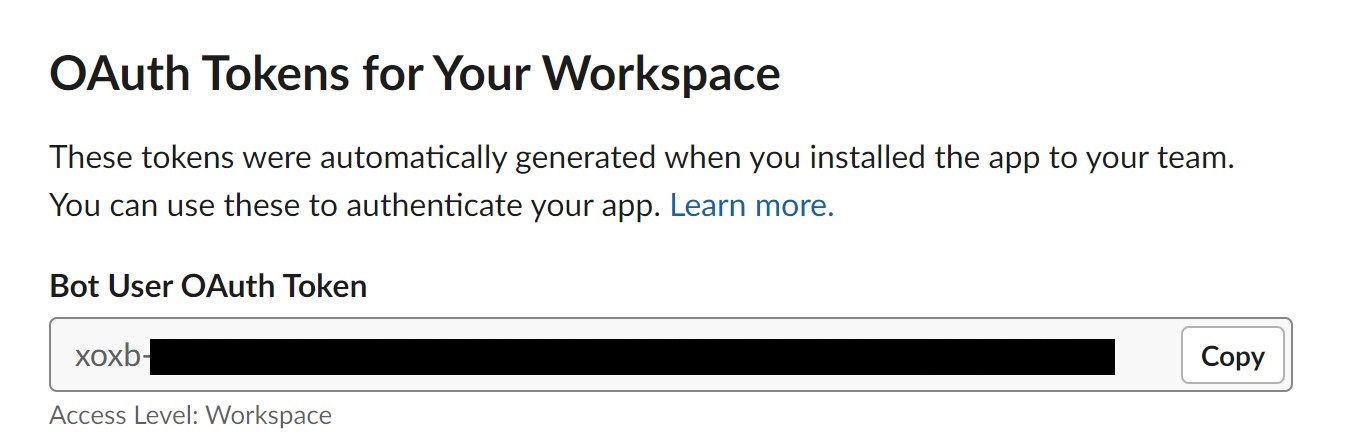 OAuth Tokens for Your Workspace
These tokens were automatically generated when you installed the app to your team.
You can use these to authenticate your app. Learn more.
Bot User OAuth Token
xoxb-
Copy
Access Level: Workspace